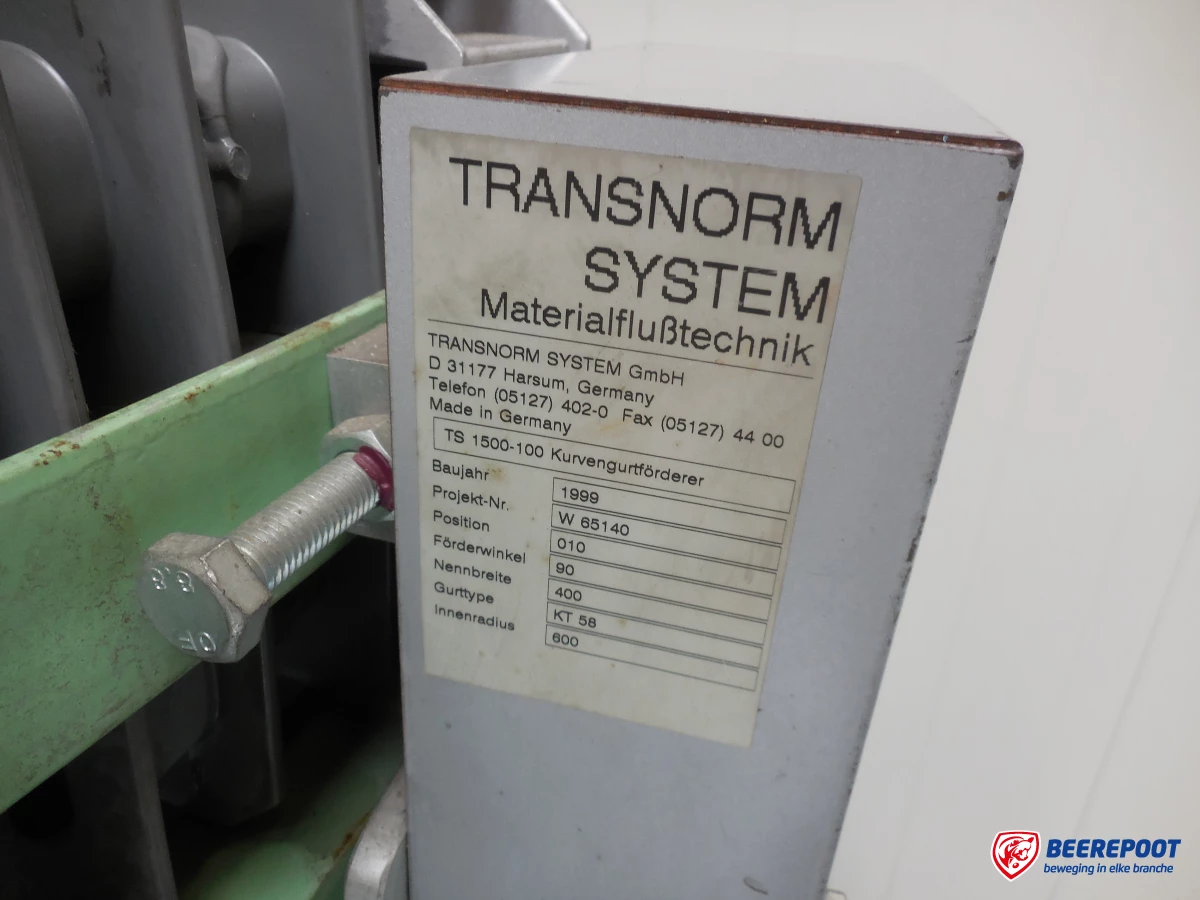 TRANSNORM
SYSTEM
Materialflußtechnik
TRANSNORM SYSTEM GmbH
D 31177 Harsum, Germany
Telefon (05127) 402-0 Fax (05127) 44 00
Made in Germany
TS 1500-100 Kurvengurtförderer
Baujahr 1999
Projekt-Nr. W 65140
Position 010
Förderwinkel 90
Nennbreite 400
Gurttype KT 58
Innenradius 600
8.8
CF
BEEREPOOT
beweging in elke branche